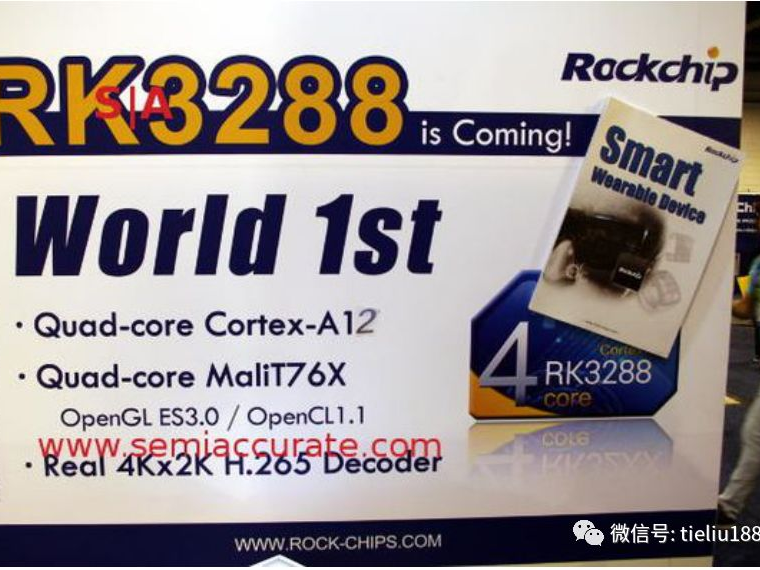 RK3288 is Coming!
S|A
Rockchip
Rockchip
Smart
Wearable Device
Rockchip
World 1st
· Quad-core Cortex-A12
· Quad-core MaliT76X
OpenGL ES3.0 / OpenCL1.1
www.semiaccurate.com
· Real 4Kx2K H.265 Decoder
4
RK3288
core
WWW.ROCK-CHIPS.COM
微信号: tieliu188